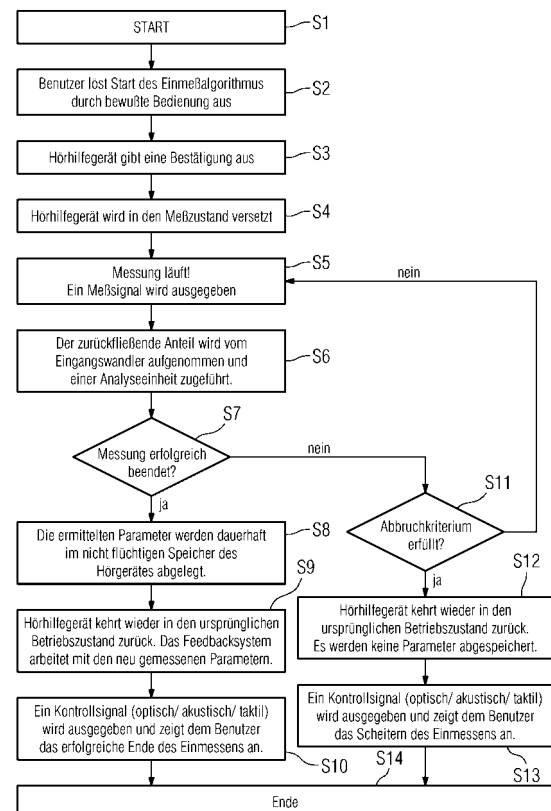 START
S1
Benutzer löst Start des Einmeßalgorithmus
durch bewußte Bedienung aus
S2
Hörhilfegerät gibt eine Bestätigung aus
S3
Hörhilfegerät wird in den Meßzustand versetzt
S4
Messung läuft!
Ein Meßsignal wird ausgegeben
S5
nein
Der zurückfließende Anteil wird vom
Eingangswandler aufgenommen und
einer Analyseeinheit zugeführt.
S6
Messung erfolgreich
beendet?
S7
nein
ja
Abbruchkriterium
erfüllt?
S11
ja
Die ermittelten Parameter werden dauerhaft
im nicht flüchtigen Speicher des
Hörgerätes abgelegt.
S8
Hörhilfegerät kehrt wieder in den ursprünglichen
Betriebszustand zurück. Das Feedbacksystem
arbeitet mit den neu gemessenen Parametern.
S9
Hörhilfegerät kehrt wieder in den
ursprünglichen Betriebszustand zurück.
Es werden keine Parameter abgespeichert.
S12
Ein Kontrollsignal (optisch/ akustisch/ taktil)
wird ausgegeben und zeigt dem Benutzer
das erfolgreiche Ende des Einmessens an.
S10
Ein Kontrollsignal (optisch/ akustisch/ taktil)
wird ausgegeben und zeigt dem Benutzer
das Scheitern des Einmessens an.
S13
S14
Ende